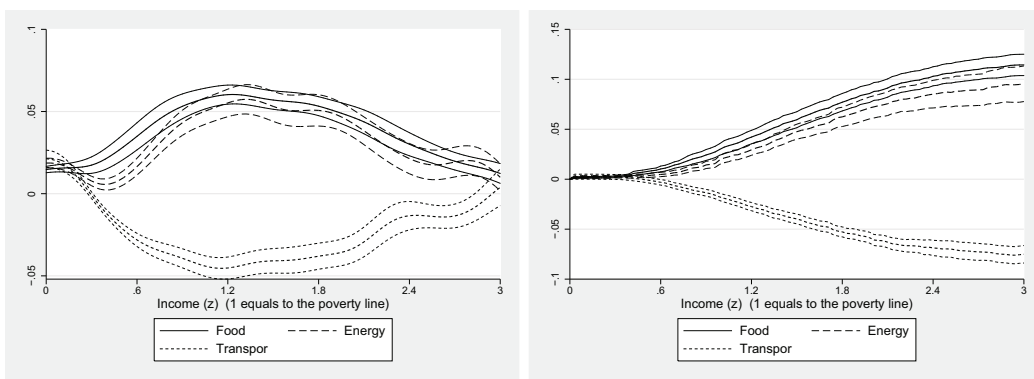 .1
.05
0
-.05
0
.6
1.2
1.8
2.4
3
Income (z) (1 equals to the poverty line)
Food
Energy
Transpor
.15
.1
.05
0
-.05
-.1
0
.6
1.2
1.8
2.4
3
Income (z) (1 equals to the poverty line)
Food
Energy
Transpor